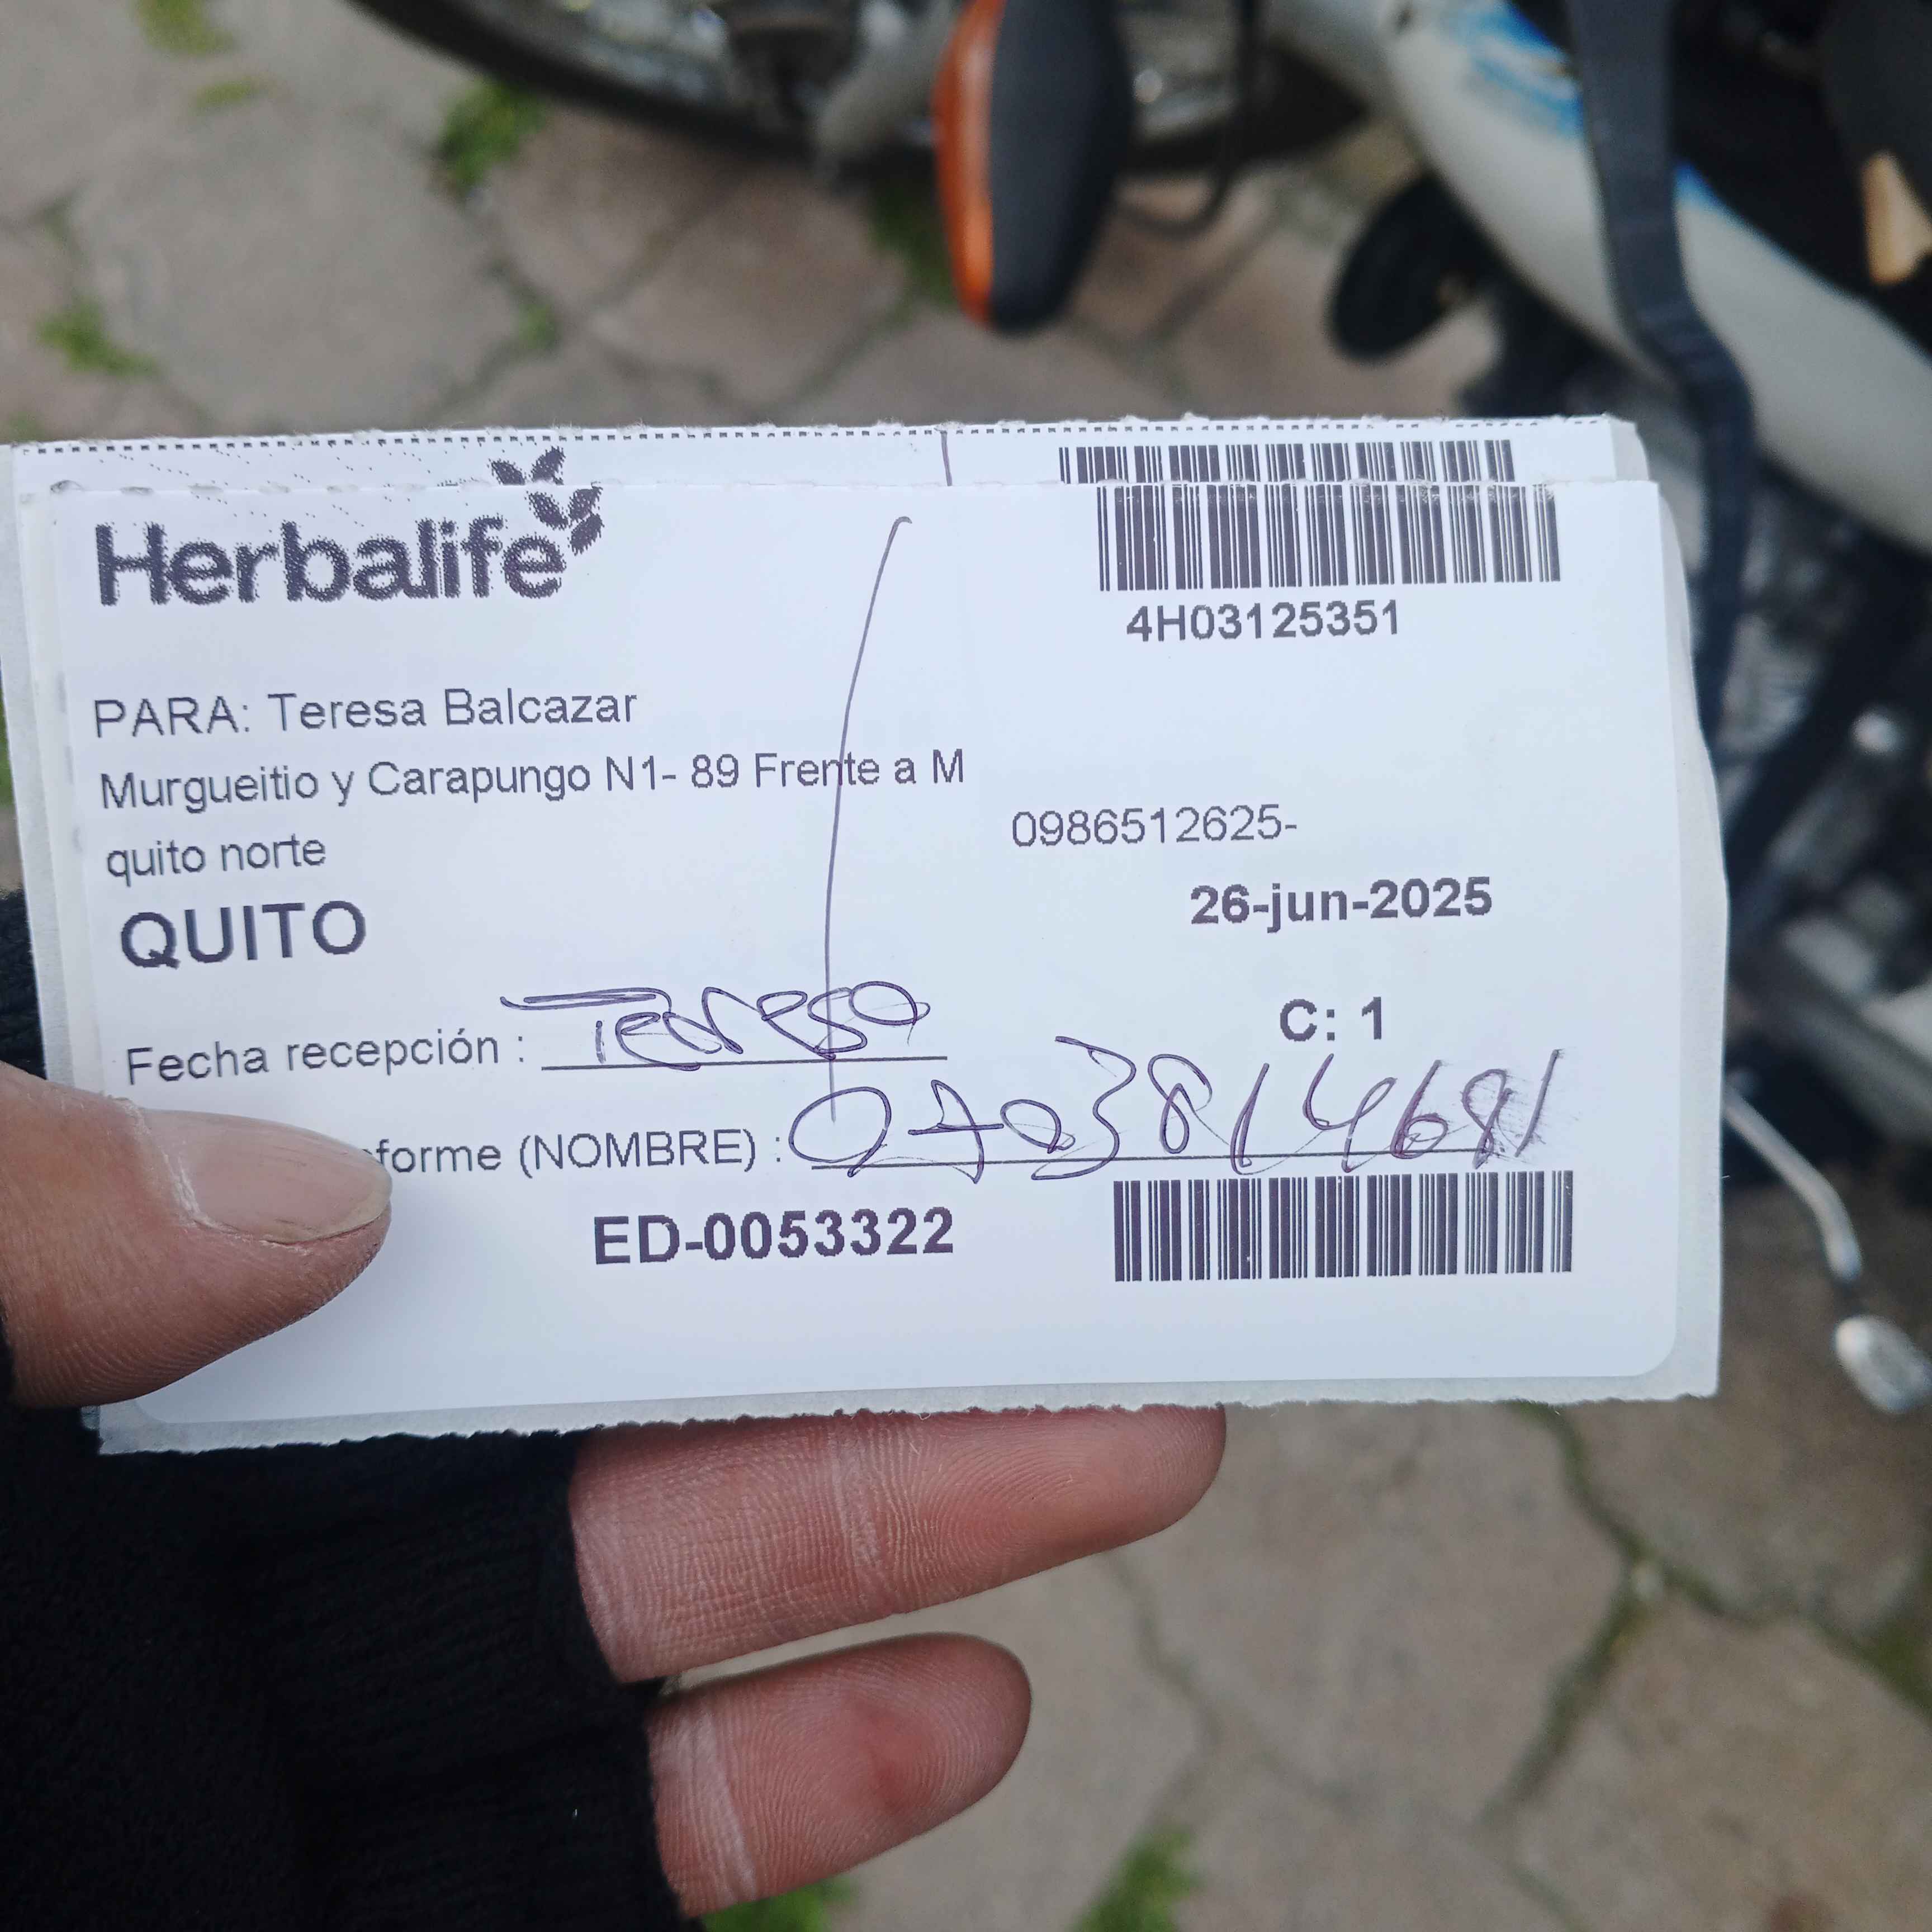 Herbalife
4H03125351
PARA: Teresa Balcazar
Murgueitio y Carapungo N1- 89 Frente a M
0986512625-
quito norte
26-jun-2025
QUITO
C: 1
Fecha recepción : Teresa
forme (NOMBRE) : 0703814681
ED-0053322